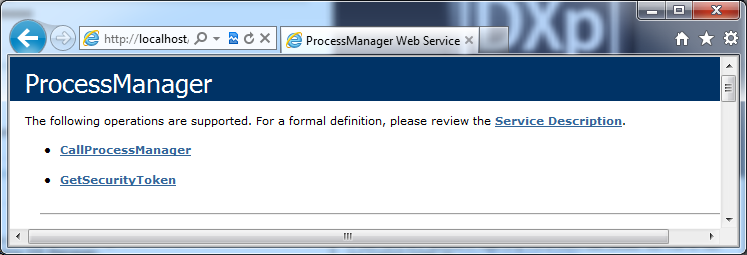 |DXp|
http://localhost/
ProcessManager Web Service
ProcessManager
The following operations are supported. For a formal definition, please review the Service Description.
CallProcessManager
GetSecurityToken